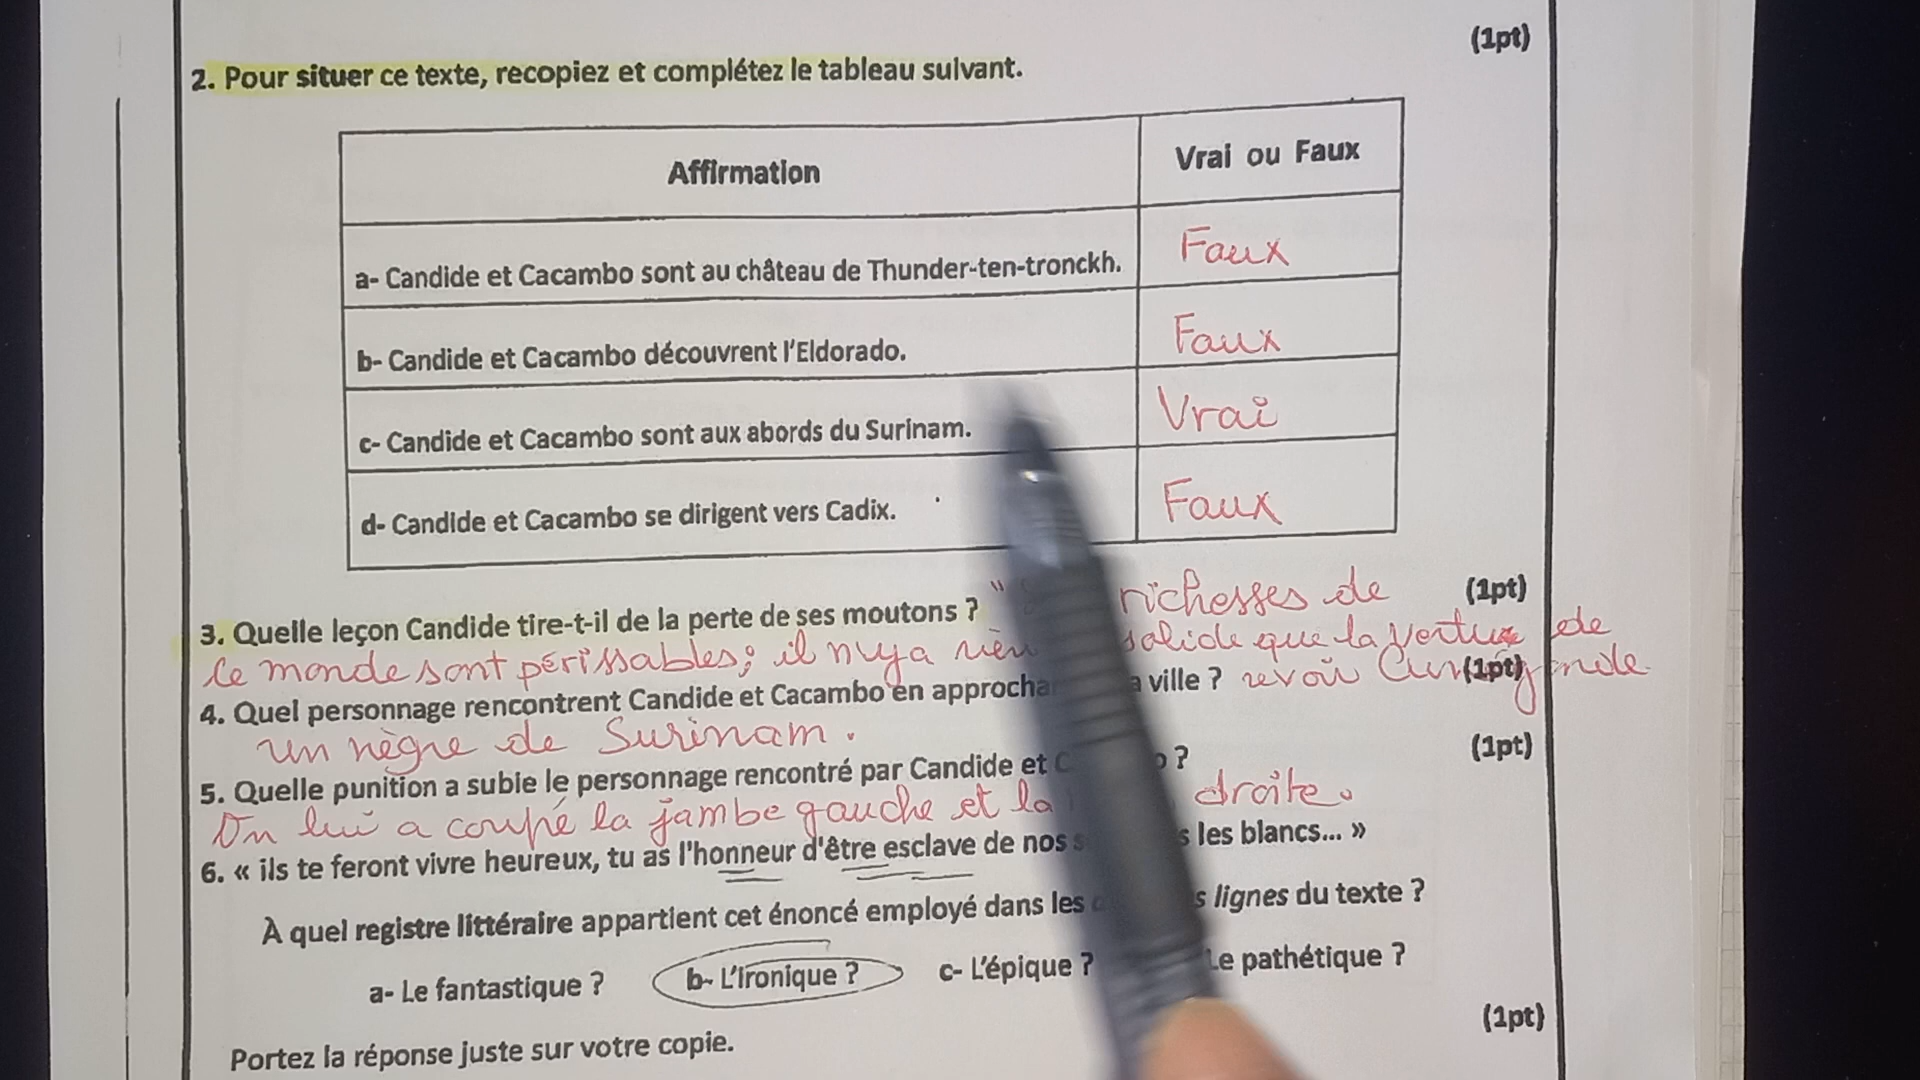 (1pt)
2. Pour situer ce texte, recopiez et complétez le tableau suivant.
Affirmation
Vrai ou Faux
a- Candide et Cacambo sont au château de Thunder-ten-tronckh.
Faux
b- Candide et Cacambo découvrent l'Eldorado.
Faux
c- Candide et Cacambo sont aux abords du Surinam.
Vrai
d- Candide et Cacambo se dirigent vers Cadix.
Faux
3. Quelle leçon Candide tire-t-il de la perte de ses moutons ? " richesses de (1pt)
ce monde sont périssables; il n'y a rien solide que la vertu de
4. Quel personnage rencontrent Candide et Cacambo en ville ? revoir (1pt)
un nègre de Surinam.
5. Quelle punition a subie le personnage rencontré par Candide et ? (1pt)
On lui a coupé la jambe gauche et la droite.
6. « ils te feront vivre heureux, tu as l'honneur d'être esclave de nos les blancs... »
À quel registre littéraire appartient cet énoncé employé dans les lignes du texte ?
a- Le fantastique ? b- L'ironique ? c- L'épique ? Le pathétique ?
(1pt)
Portez la réponse juste sur votre copie.